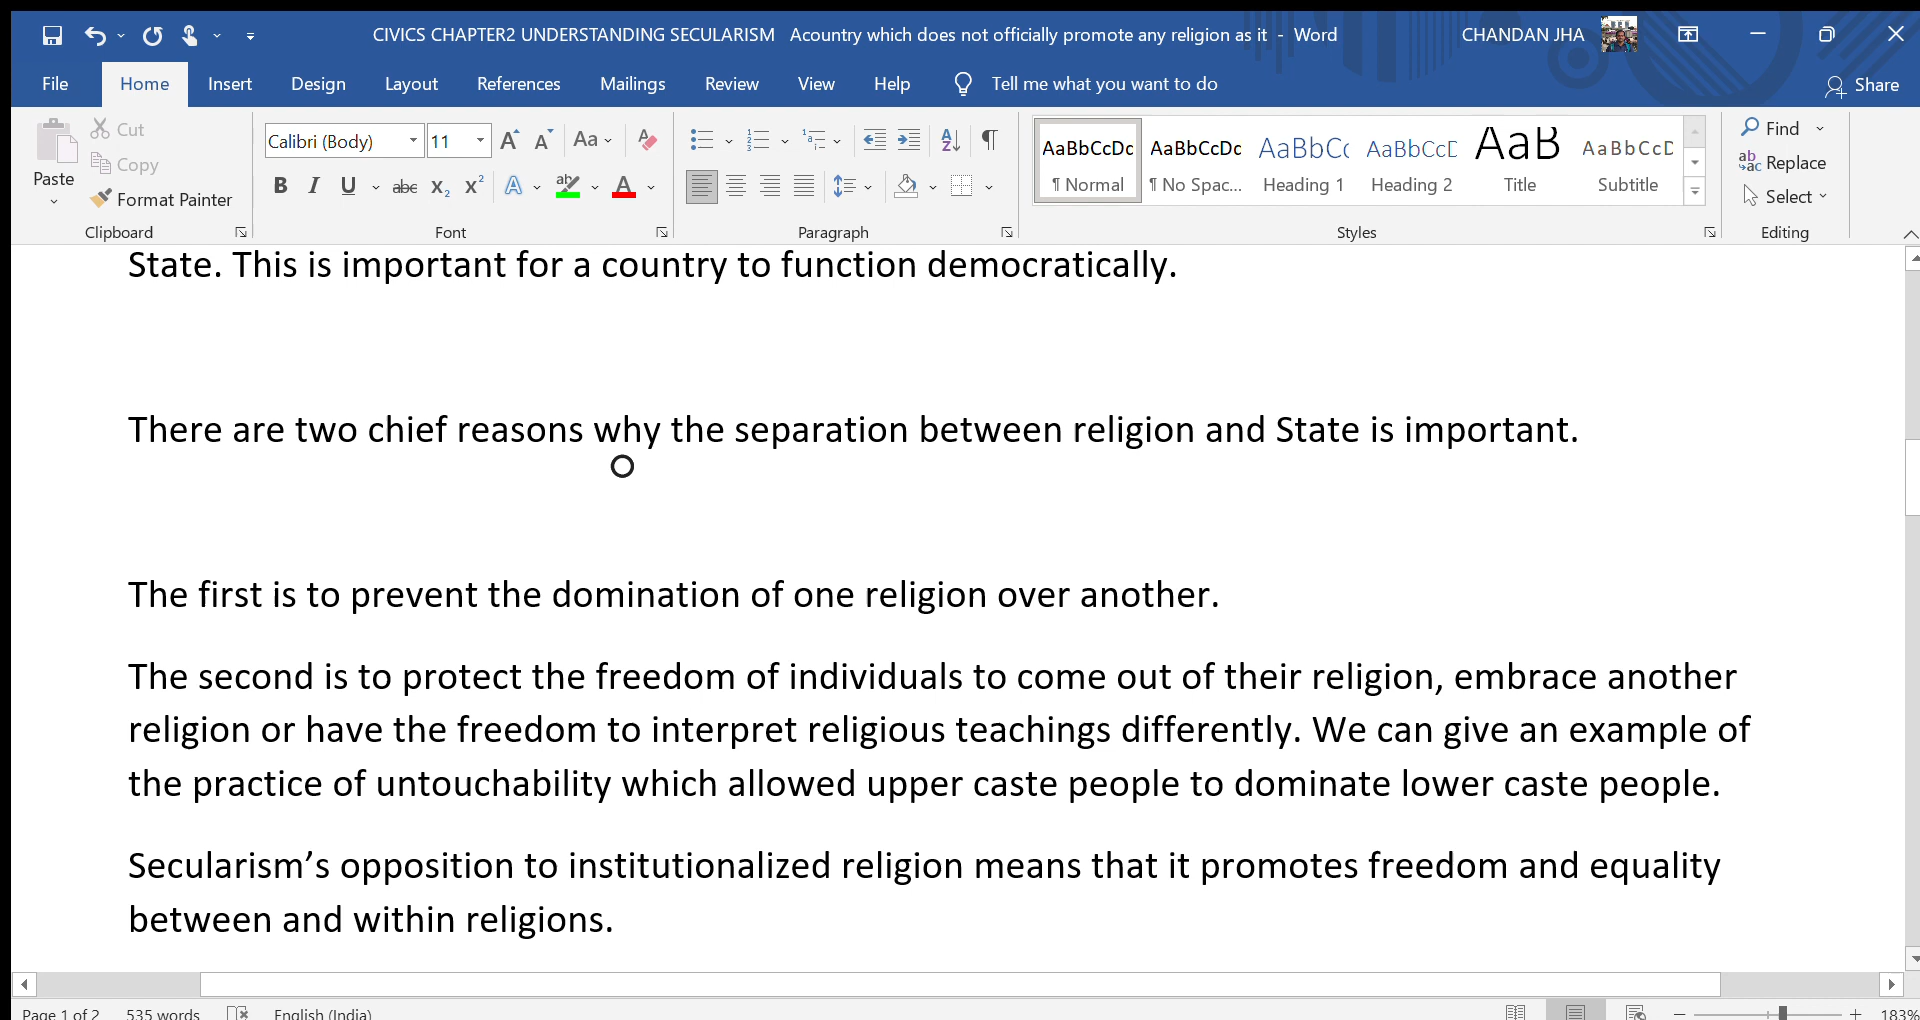 CIVICS CHAPTER2 UNDERSTANDING SECULARISM Acountry which does not officially promote any religion as it - Word CHANDAN JHA
File Home Insert Design Layout References Mailings Review View Help Tell me what you want to do Share
Cut Calibri (Body) 11 Aa Find
Copy AaBbCcDc AaBbCcDc AaBbCc AaBbCcC AaB AaBbCcD Replace
Paste Format Painter B I U abc x₂ x² A ab A ¶ Normal ¶ No Spac... Heading 1 Heading 2 Title Subtitle Select
Clipboard Font Paragraph Styles Editing
State. This is important for a country to function democratically.
There are two chief reasons why the separation between religion and State is important.
The first is to prevent the domination of one religion over another.
The second is to protect the freedom of individuals to come out of their religion, embrace another
religion or have the freedom to interpret religious teachings differently. We can give an example of
the practice of untouchability which allowed upper caste people to dominate lower caste people.
Secularism’s opposition to institutionalized religion means that it promotes freedom and equality
between and within religions.
Page 1 of 2 535 words English (India) 183%